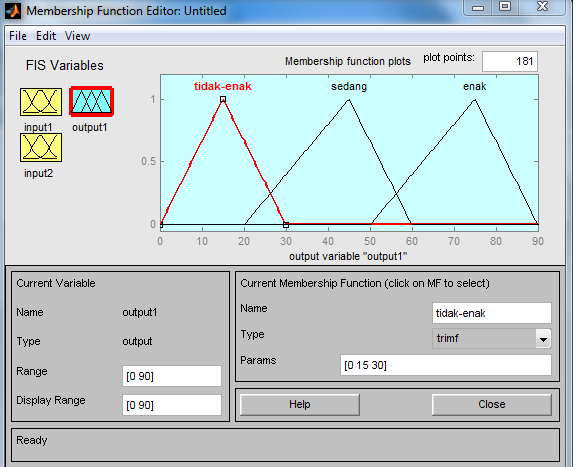 Membership Function Editor: Untitled
File Edit View
FIS Variables
Membership function plots plot points: 181
input1
output1
input2
tidak-enak sedang enak
1
0.5
0
0 10 20 30 40 50 60 70 80 90
output variable "output1"
Current Variable
Name output1
Type output
Range [0 90]
Display Range [0 90]
Current Membership Function (click on MF to select)
Name tidak-enak
Type trimf
Params [0 15 30]
Help Close
Ready